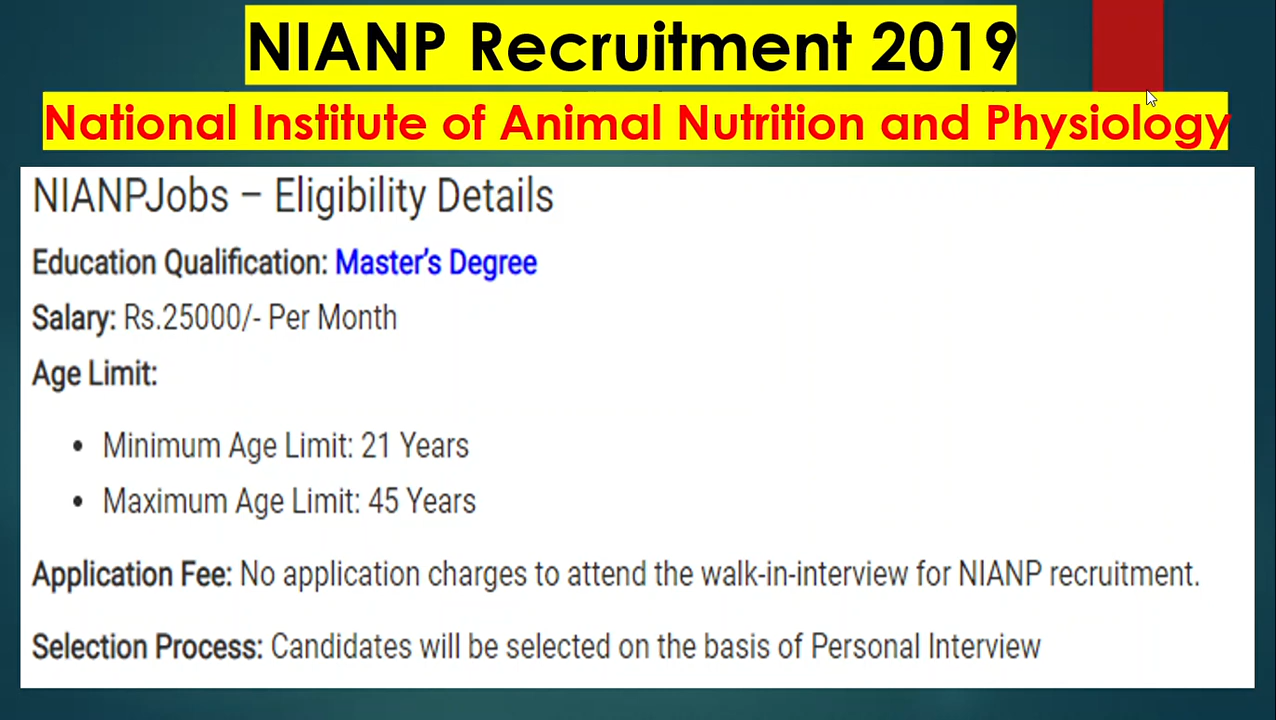 NIANP Recruitment 2019
National Institute of Animal Nutrition and Physiology
NIANPJobs – Eligibility Details
Education Qualification: Master’s Degree
Salary: Rs.25000/- Per Month
Age Limit:
• Minimum Age Limit: 21 Years
• Maximum Age Limit: 45 Years
Application Fee: No application charges to attend the walk-in-interview for NIANP recruitment.
Selection Process: Candidates will be selected on the basis of Personal Interview